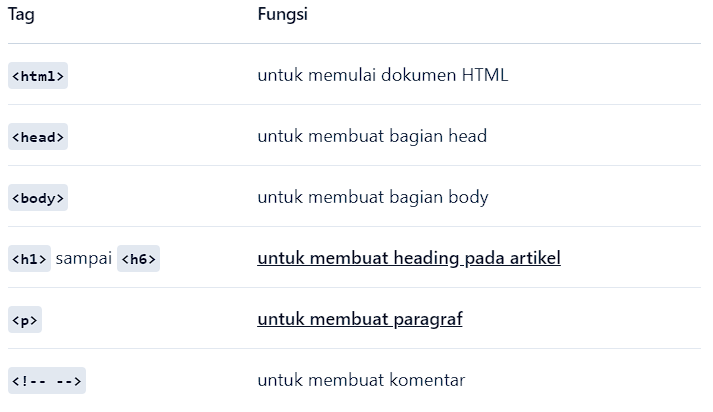 Tag Fungsi
<html> untuk memulai dokumen HTML
<head> untuk membuat bagian head
<body> untuk membuat bagian body
<h1> sampai <h6> untuk membuat heading pada artikel
<p> untuk membuat paragraf
<!-- --> untuk membuat komentar